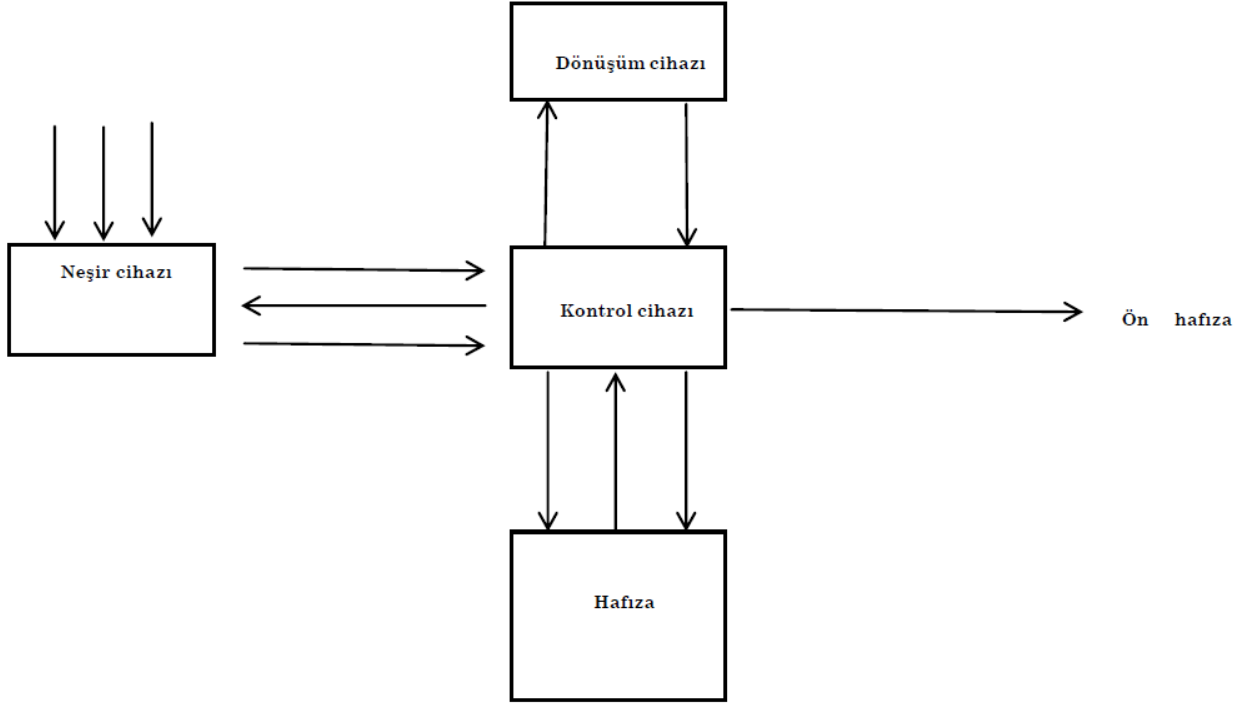 Dönüşüm cihazı
Neşir cihazı
Kontrol cihazı
Ön hafıza
Hafıza